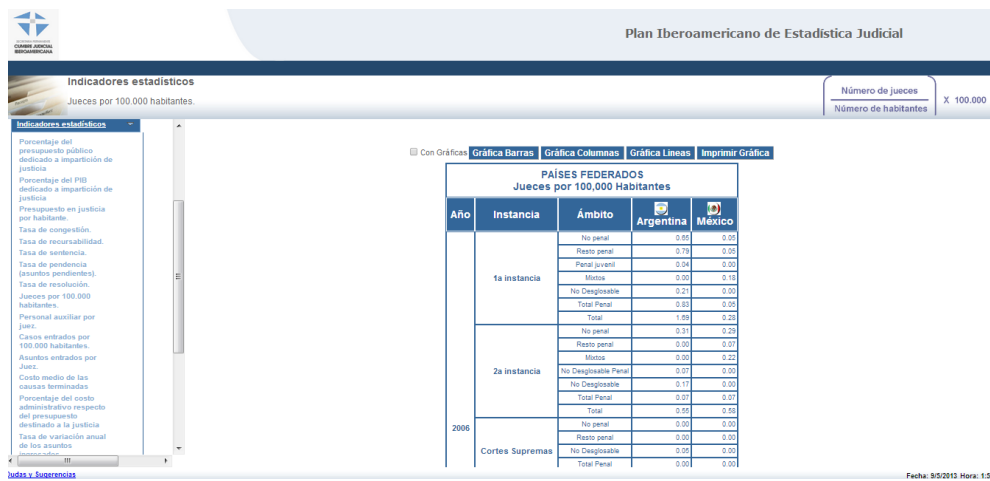 CUMBRE JUDICIAL
IBEROAMERICANA
Plan Iberoamericano de Estadística Judicial
Indicadores estadísticos
Jueces por 100.000 habitantes.
Número de jueces
Número de habitantes
X 100.000
Indicadores estadísticos
Porcentaje del
presupuesto público
dedicado a impartición de
justicia
Porcentaje del PIB
dedicado a impartición de
justicia
Presupuesto en justicia
por habitante.
Tasa de congestión.
Tasa de recursabilidad.
Tasa de sentencia.
Tasa de pendencia
(asuntos pendientes).
Tasa de resolución.
Jueces por 100.000
habitantes.
Personal auxiliar por
juez.
Casos entrados por
100.000 habitantes.
Asuntos entrados por
Juez.
Costo medio de las
causas terminadas
Porcentaje del costo
administrativo respecto
del presupuesto
destinado a la justicia
Tasa de variación anual
de los asuntos
Con Gráficas Gráfica Barras Gráfica Columnas Gráfica Lineas Imprimir Gráfica
PAÍSES FEDERADOS
Jueces por 100,000 Habitantes
Año Instancia Ámbito Argentina México
2006
1a instancia
No penal 0.65 0.05
Resto penal 0.79 0.05
Penal juvenil 0.04 0.00
Mixtos 0.00 0.18
No Desglosable 0.21 0.00
Total Penal 0.83 0.05
Total 1.69 0.28
2a instancia
No penal 0.31 0.29
Resto penal 0.00 0.07
Mixtos 0.00 0.22
No Desglosable Penal 0.07 0.00
No Desglosable 0.17 0.00
Total Penal 0.07 0.07
Total 0.55 0.58
Cortes Supremas
No penal 0.00 0.00
Resto penal 0.00 0.00
No Desglosable 0.05 0.00
Total Penal 0.00 0.00
Dudas y Sugerencias
Fecha: 9/5/2013 Hora: 1:5